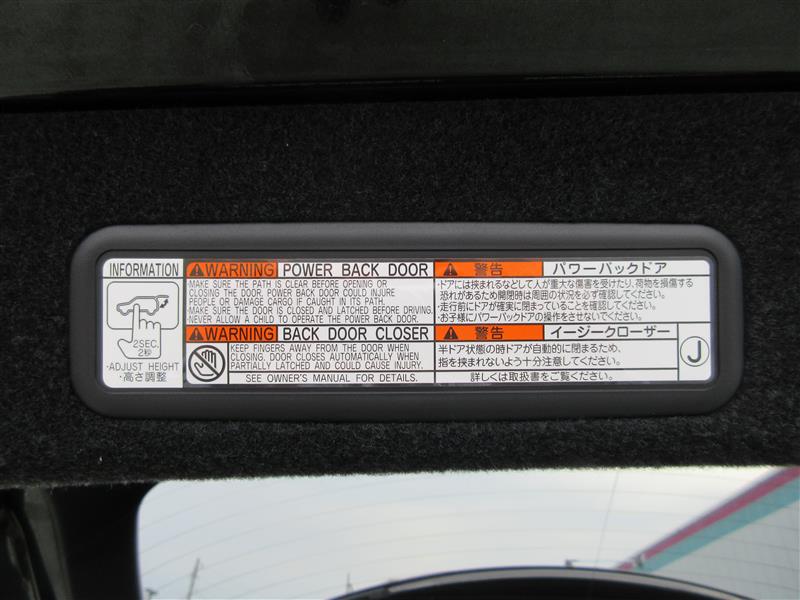 INFORMATION
2SEC.
2秒
・ADJUST HEIGHT
・高さ調整
WARNING POWER BACK DOOR
・MAKE SURE THE PATH IS CLEAR BEFORE OPENING OR
CLOSING THE DOOR. POWER BACK DOOR COULD INJURE
PEOPLE OR DAMAGE CARGO IF CAUGHT IN ITS PATH.
・MAKE SURE THE DOOR IS CLOSED AND LATCHED BEFORE DRIVING.
・NEVER ALLOW A CHILD TO OPERATE THE POWER BACK DOOR.
WARNING BACK DOOR CLOSER
KEEP FINGERS AWAY FROM THE DOOR WHEN
CLOSING. DOOR CLOSES AUTOMATICALLY WHEN
PARTIALLY LATCHED AND COULD CAUSE INJURY.
SEE OWNER'S MANUAL FOR DETAILS.
警告 パワーバックドア
・ドアには挟まれるなどして人が重大な傷害を受けたり、荷物を損傷する
恐れがあるため開閉時は周囲の状況を必ず確認してください。
・走行前にドアが確実に閉まっていることを確認してください。
・お子様にパワーバックドアの操作をさせないでください。
警告 イージークローザー
半ドア状態の時ドアが自動的に閉まるため、
指を挟まれないよう十分注意してください。
詳しくは取扱書をご覧ください。
J